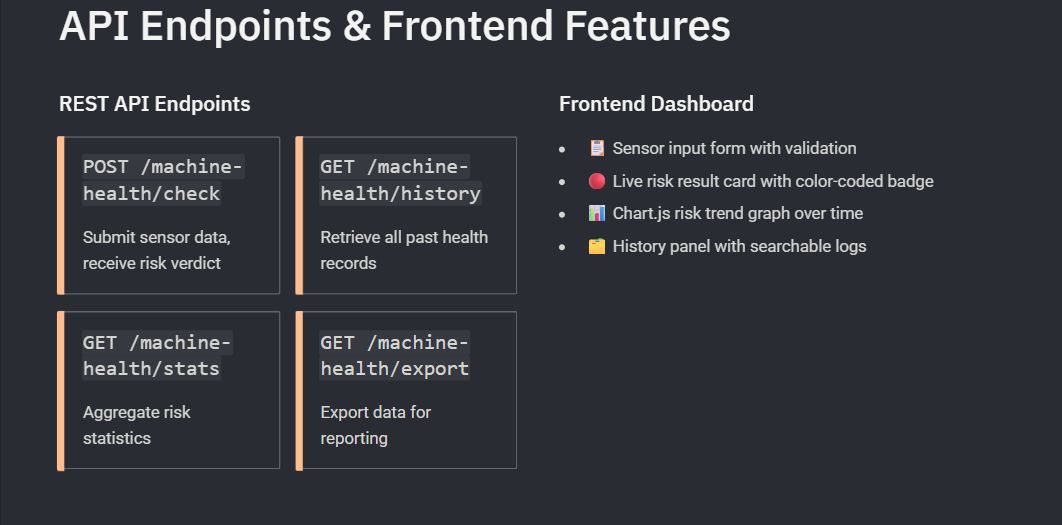 API Endpoints & Frontend Features
REST API Endpoints
POST /machine-
health/check
Submit sensor data,
receive risk verdict
GET /machine-
health/history
Retrieve all past health
records
GET /machine-
health/stats
Aggregate risk
statistics
GET /machine-
health/export
Export data for
reporting
Frontend Dashboard
• 📋 Sensor input form with validation
• 🔴 Live risk result card with color-coded badge
• 📊 Chart.js risk trend graph over time
• 🗂️ History panel with searchable logs